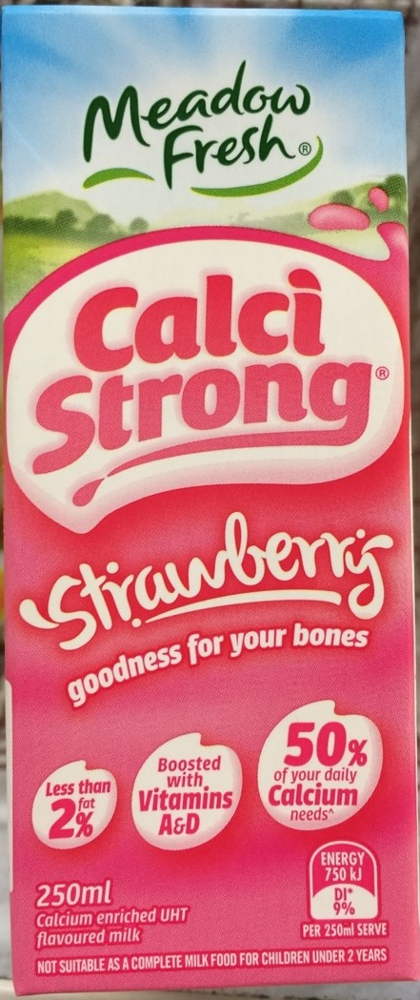 Meadow
Fresh®
Calci
Strong®
Strawberry
goodness for your bones
Less than
fat
2%
Boosted
with
Vitamins
A&D
50%
of your daily
Calcium
needs^
ENERGY
750 kJ
DI*
9%
PER 250ml SERVE
250ml
Calcium enriched UHT
flavoured milk
NOT SUITABLE AS A COMPLETE MILK FOOD FOR CHILDREN UNDER 2 YEARS